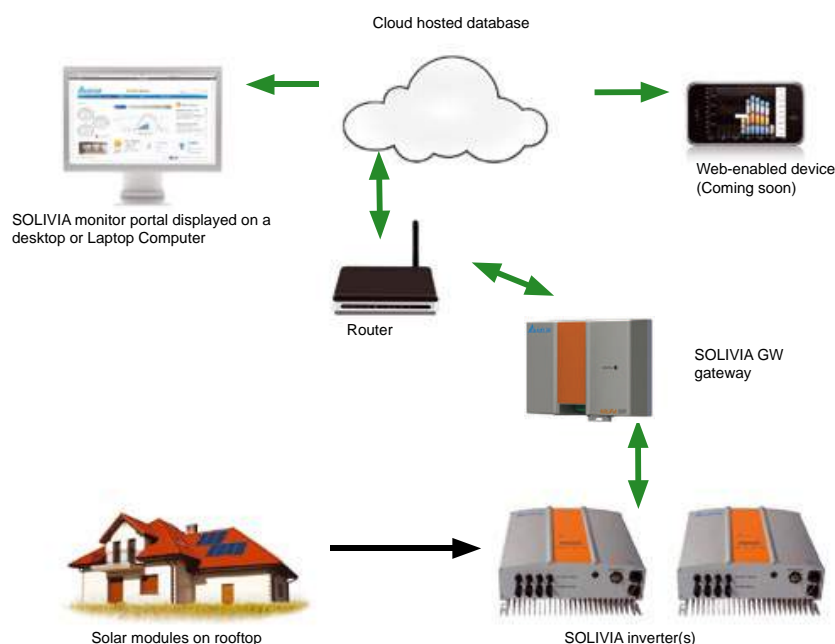 Cloud hosted database
Web-enabled device
(Coming soon)
SOLIVIA monitor portal displayed on a
desktop or Laptop Computer
Router
SOLIVIA GW
gateway
Solar modules on rooftop
SOLIVIA inverter(s)